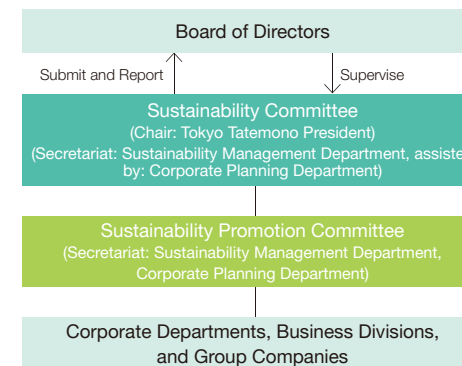 Board of Directors
Submit and Report
Supervise
Sustainability Committee
(Chair: Tokyo Tatemono President)
(Secretariat: Sustainability Management Department, assiste
by: Corporate Planning Department)
Sustainability Promotion Committee
(Secretariat: Sustainability Management Department,
Corporate Planning Department)
Corporate Departments, Business Divisions,
and Group Companies